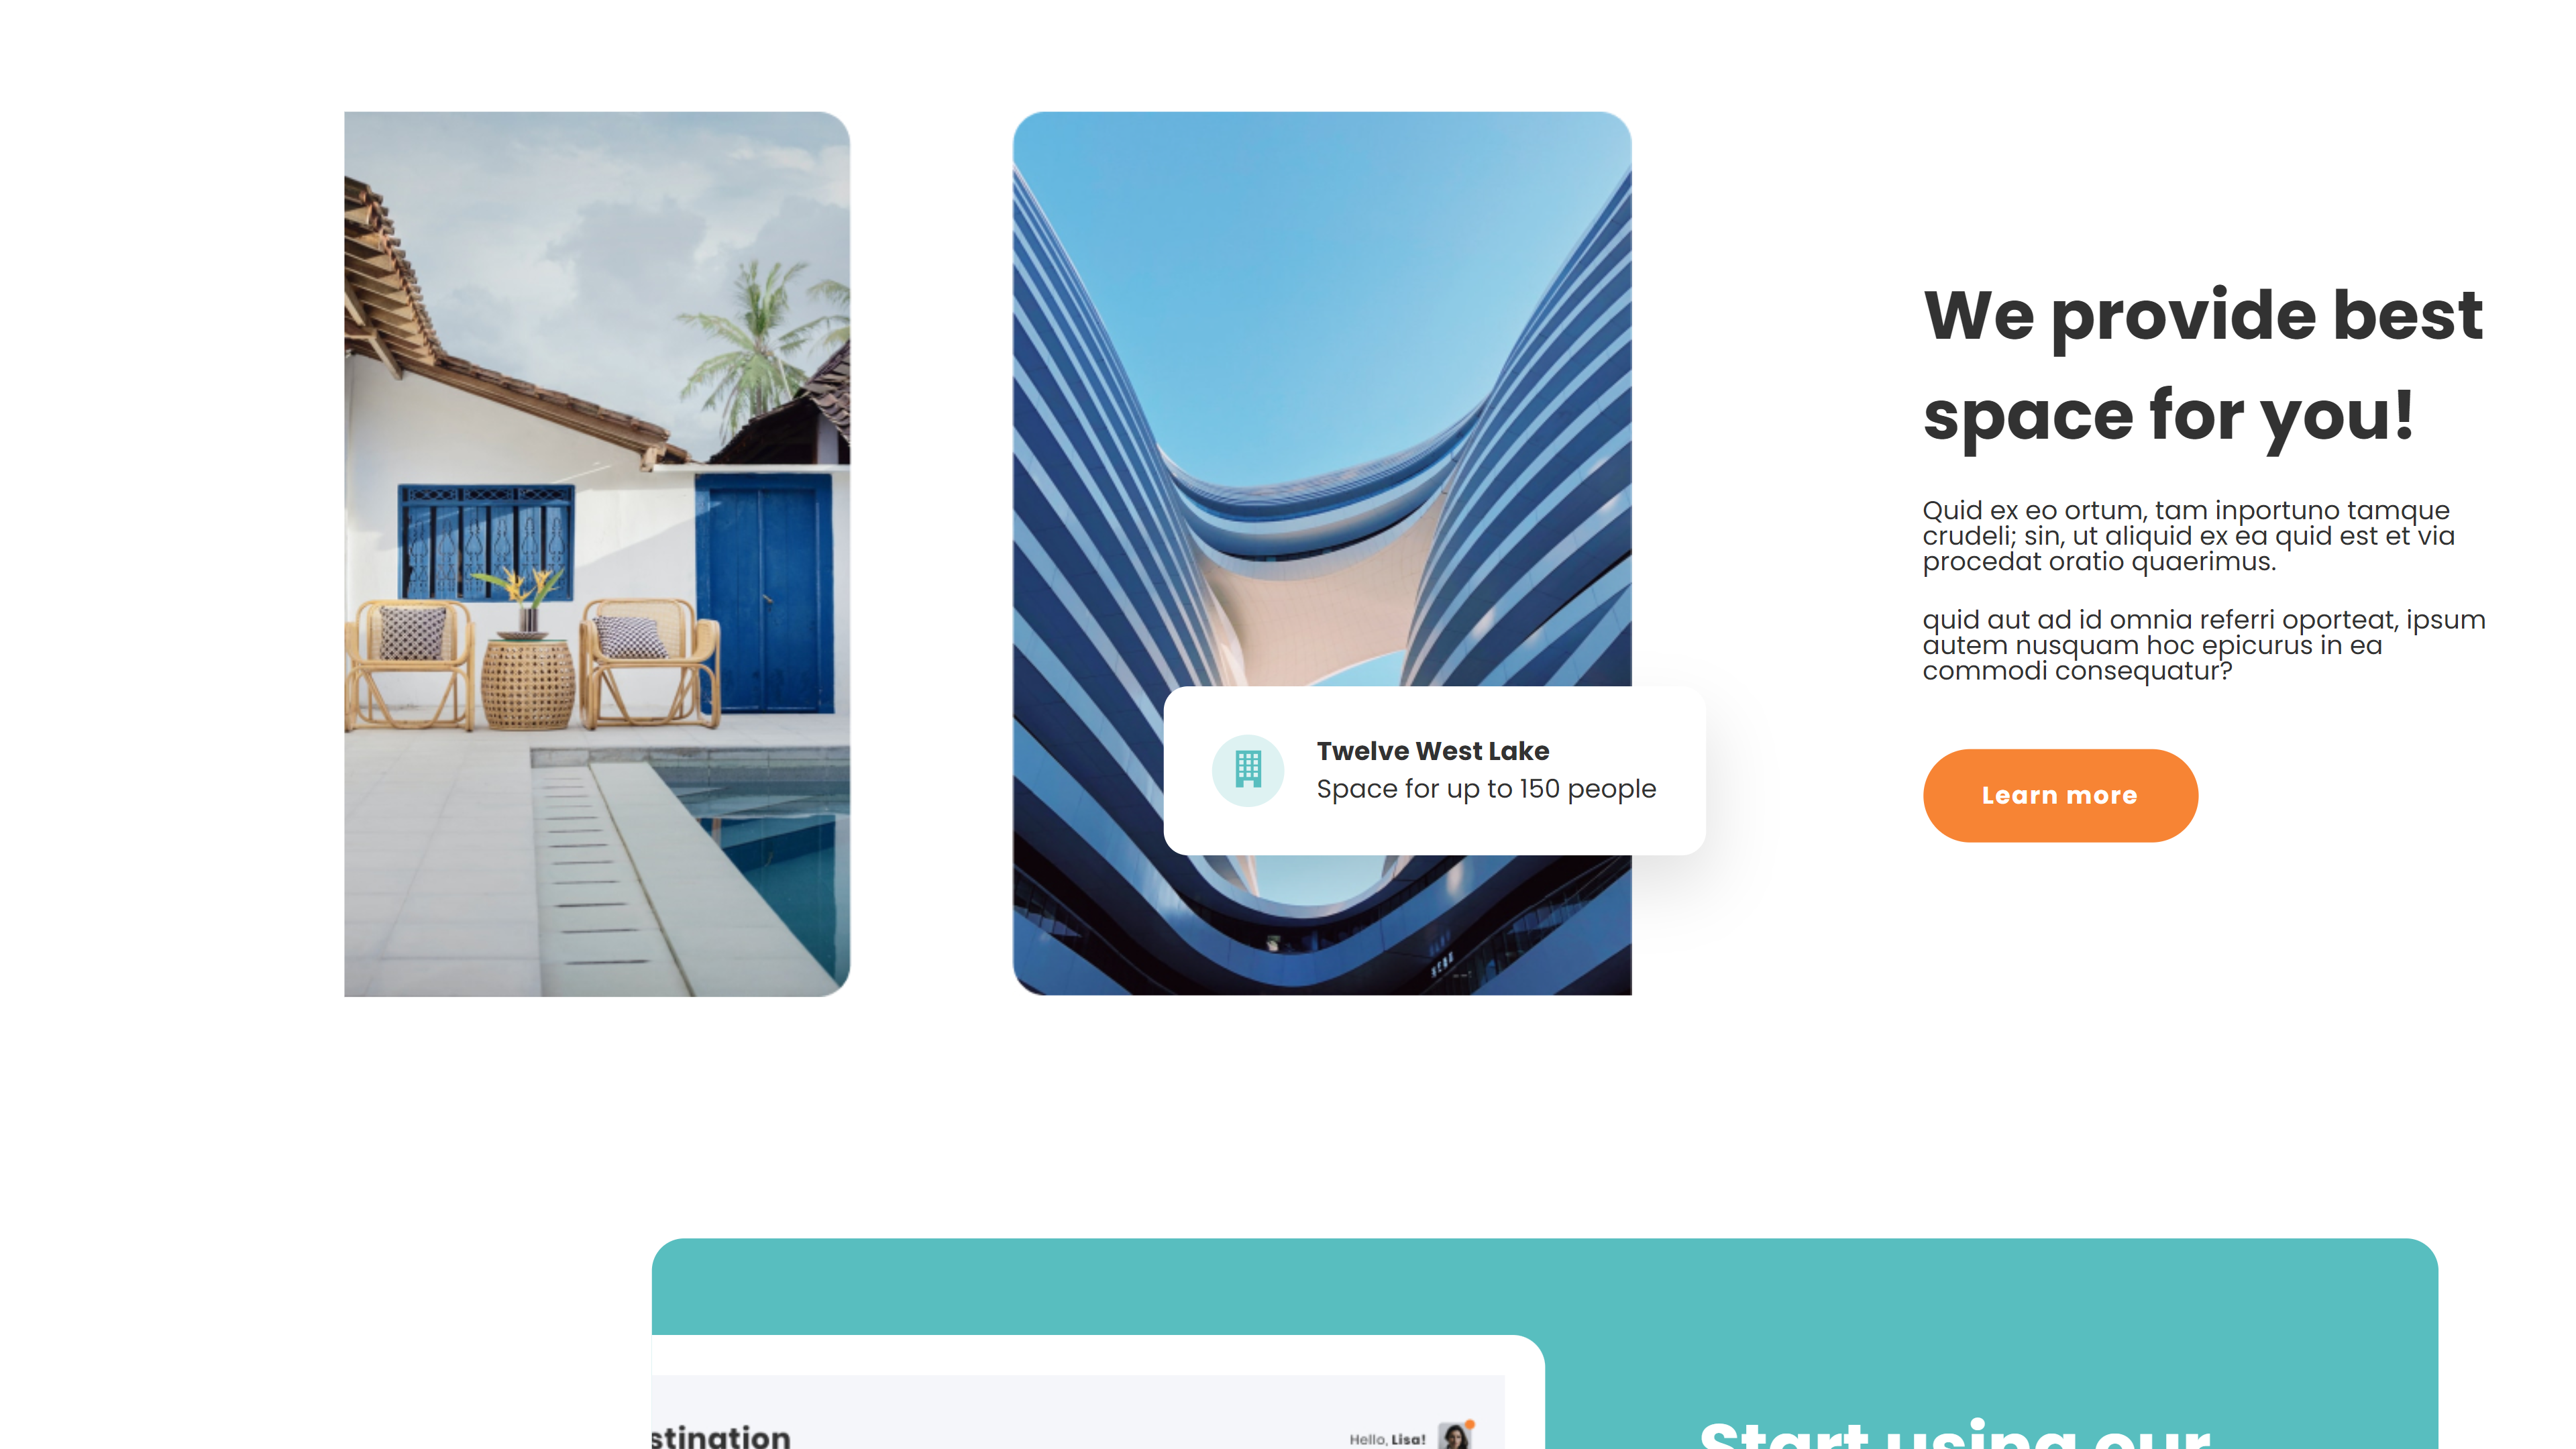 We provide best
space for you!
Quid ex eo ortum, tam inportuno tamque
crudeli; sin, ut aliquid ex ea quid est et via
procedat oratio quaerimus.
quid aut ad id omnia referri oporteat, ipsum
autem nusquam hoc epicurus in ea
commodi consequatur?
Twelve West Lake
Space for up to 150 people
Learn more
stination
Hello, Lisa!
Start using our